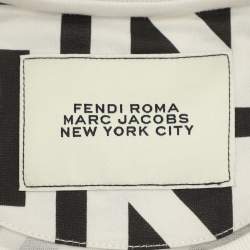 FENDI ROMA
MARC JACOBS
NEW YORK CITY